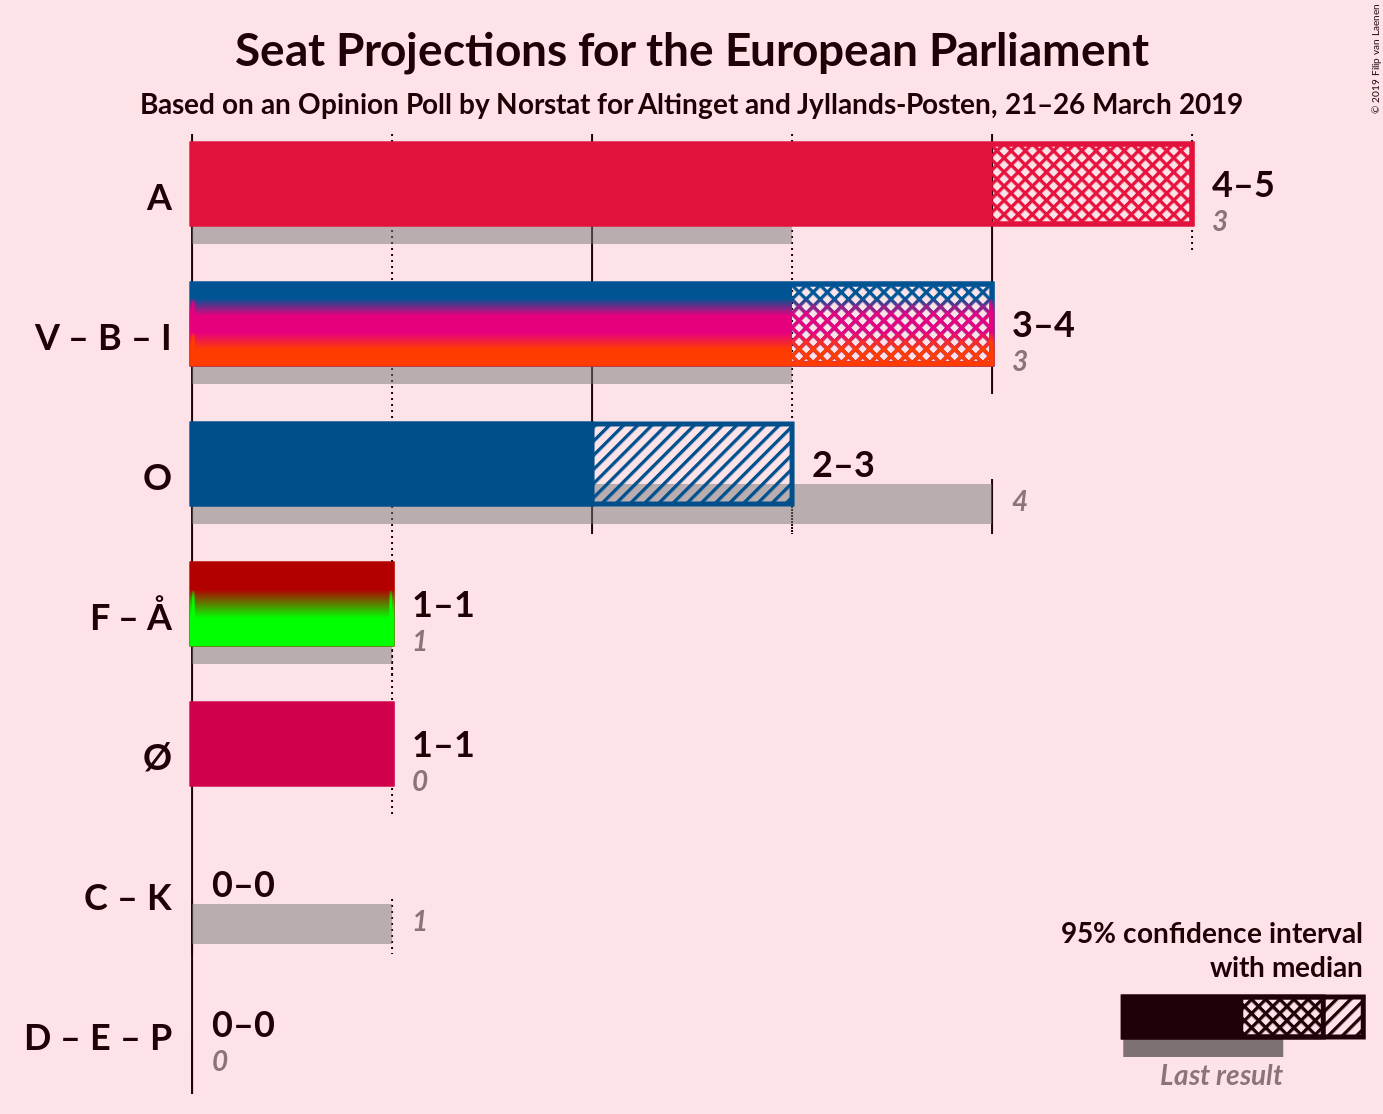 Seat Projections for the European Parliament
Based on an Opinion Poll by Norstat for Altinget and Jyllands-Posten, 21–26 March 2019
© 2019 Filip van Laenen
A
4–5
3
V – B – I
3–4
3
O
2–3
4
F – Å
1–1
1
Ø
1–1
0
C – K
0–0
1
D – E – P
0–0
0
95% confidence interval
with median
Last result